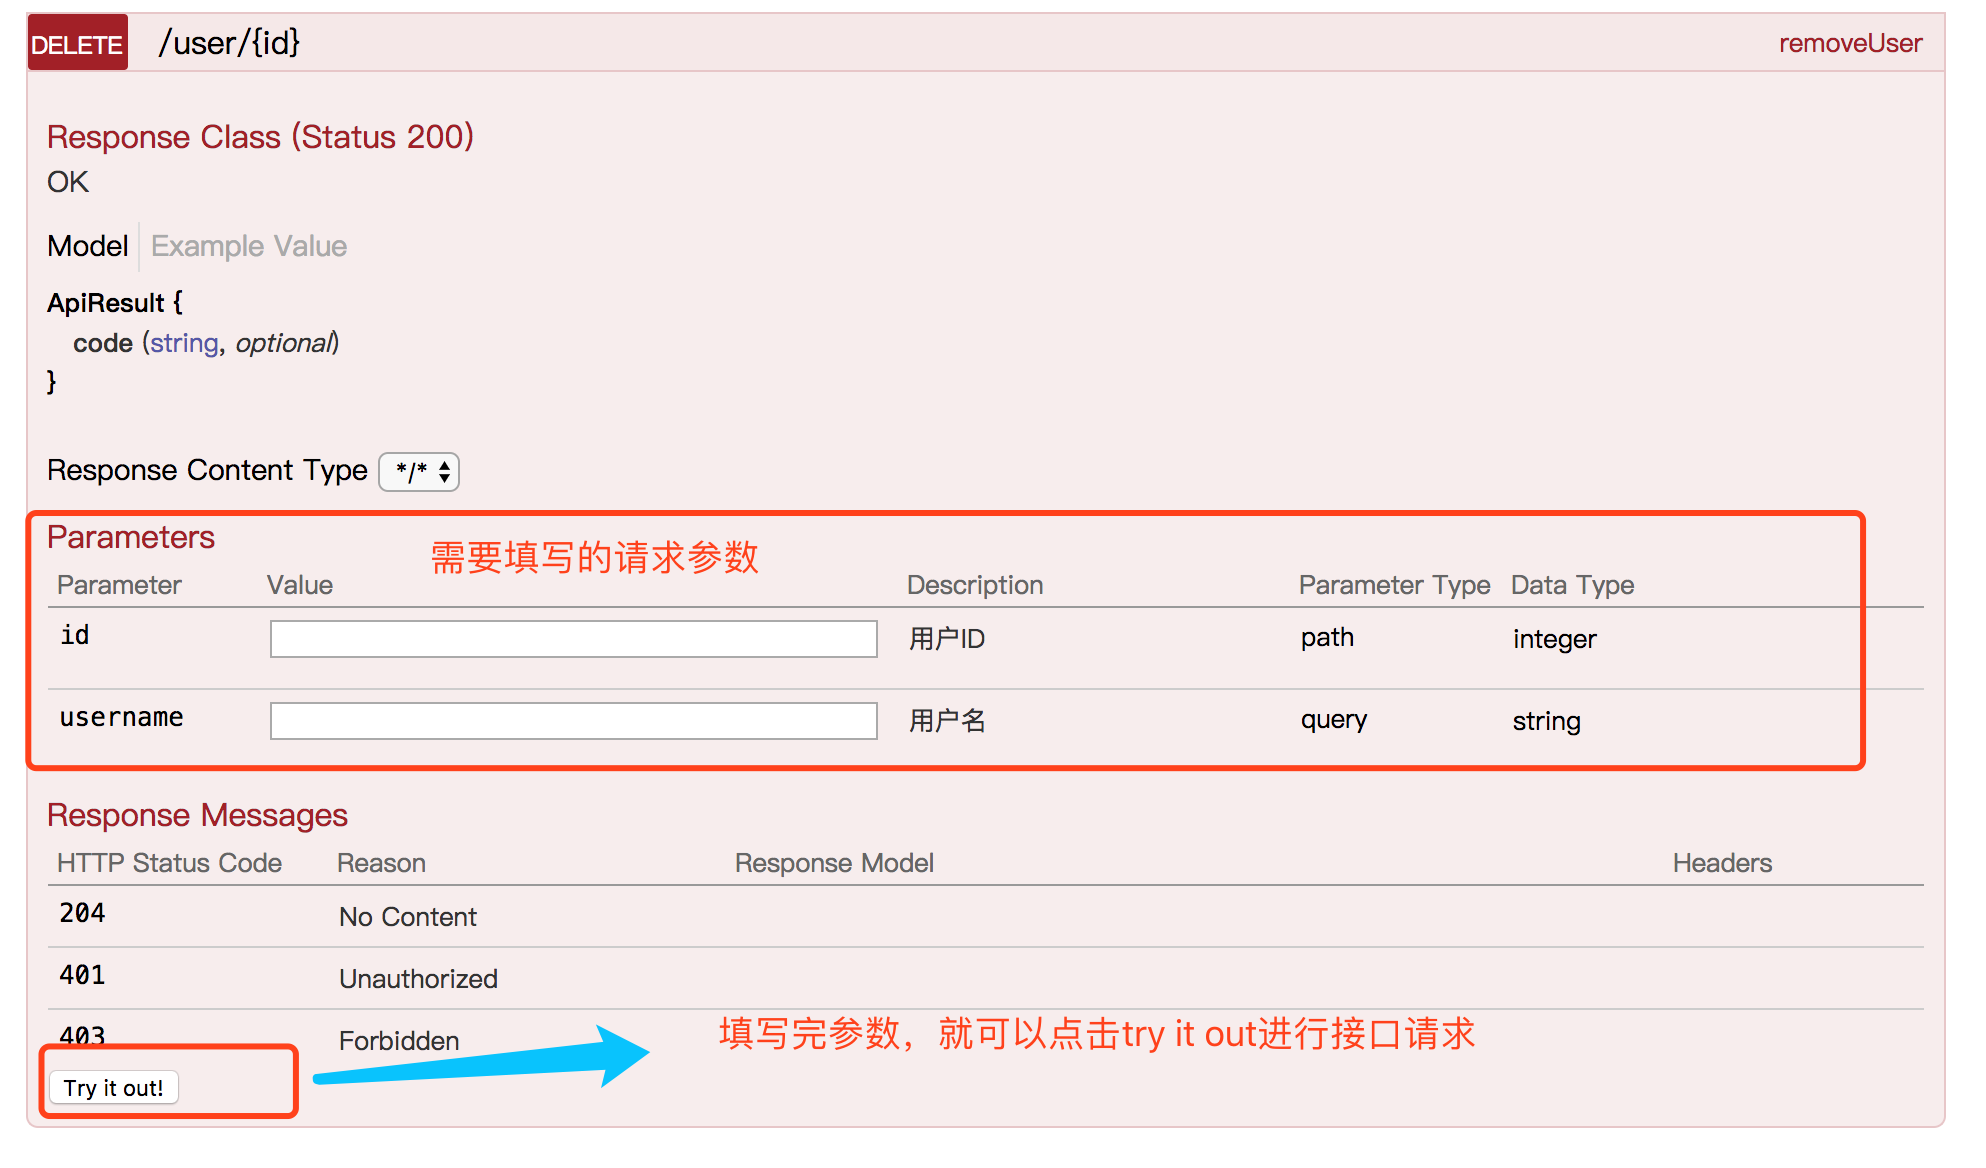 DELETE /user/{id} removeUser
Response Class (Status 200)
OK
Model Example Value
ApiResult {
code (string, optional)
}
Response Content Type */*
Parameters
需要填写的请求参数
Parameter Value Description Parameter Type Data Type
id 用户ID path integer
username 用户名 query string
Response Messages
HTTP Status Code Reason Response Model Headers
204 No Content
401 Unauthorized
403 Forbidden
填写完参数，就可以点击try it out进行接口请求
Try it out!